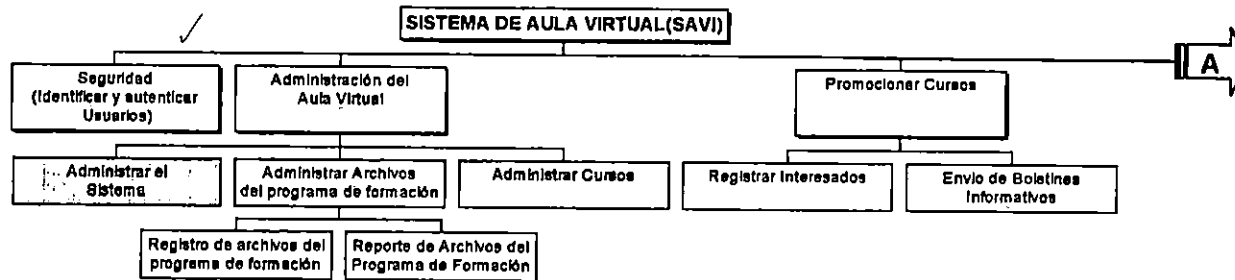 SISTEMA DE AULA VIRTUAL(SAVI)
A
Seguridad
(Identificar y autenticar
Usuarios)
Administración del
Aula Virtual
Promocionar Cursos
Administrar el
Sistema
Administrar Archivos
del programa de formación
Administrar Cursos
Registrar Interesados
Envio de Boletines
Informativos
Registro de archivos del
programa de formación
Reporte de Archivos del
Programa de Formación